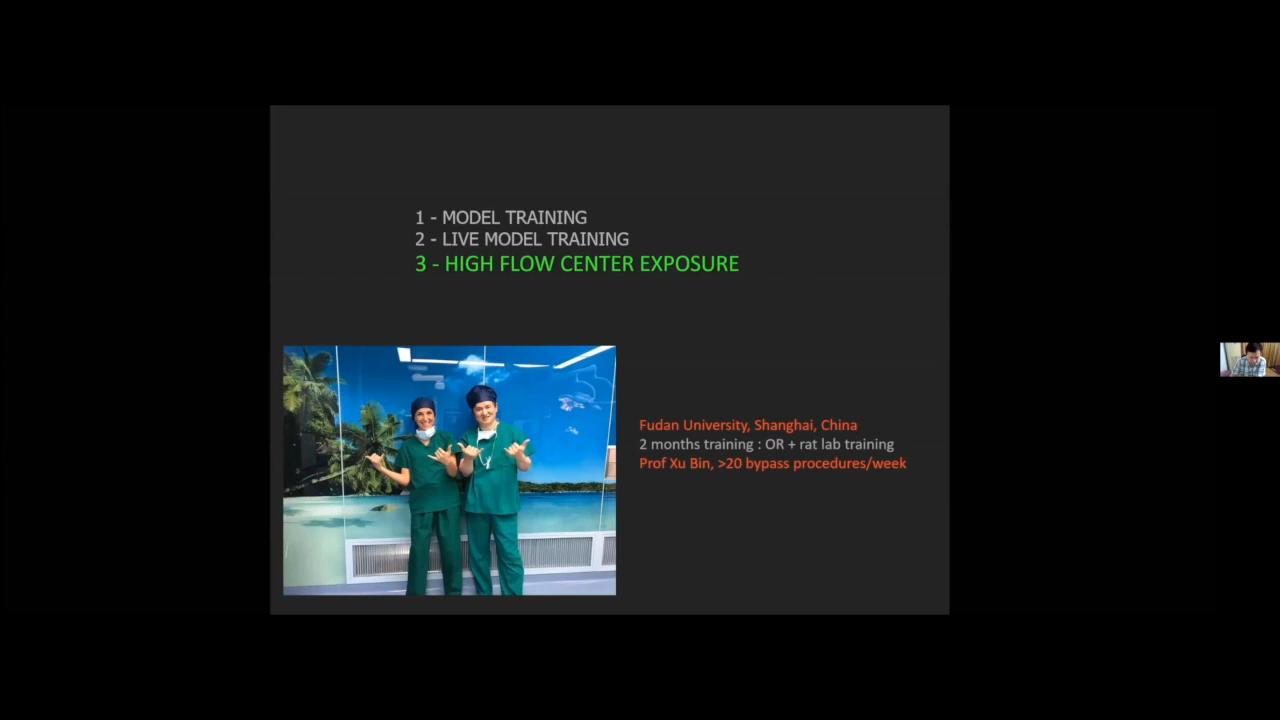 1 - MODEL TRAINING
2 - LIVE MODEL TRAINING
3 - HIGH FLOW CENTER EXPOSURE
Fudan University, Shanghai, China
2 months training : OR + rat lab training
Prof Xu Bin, >20 bypass procedures/week